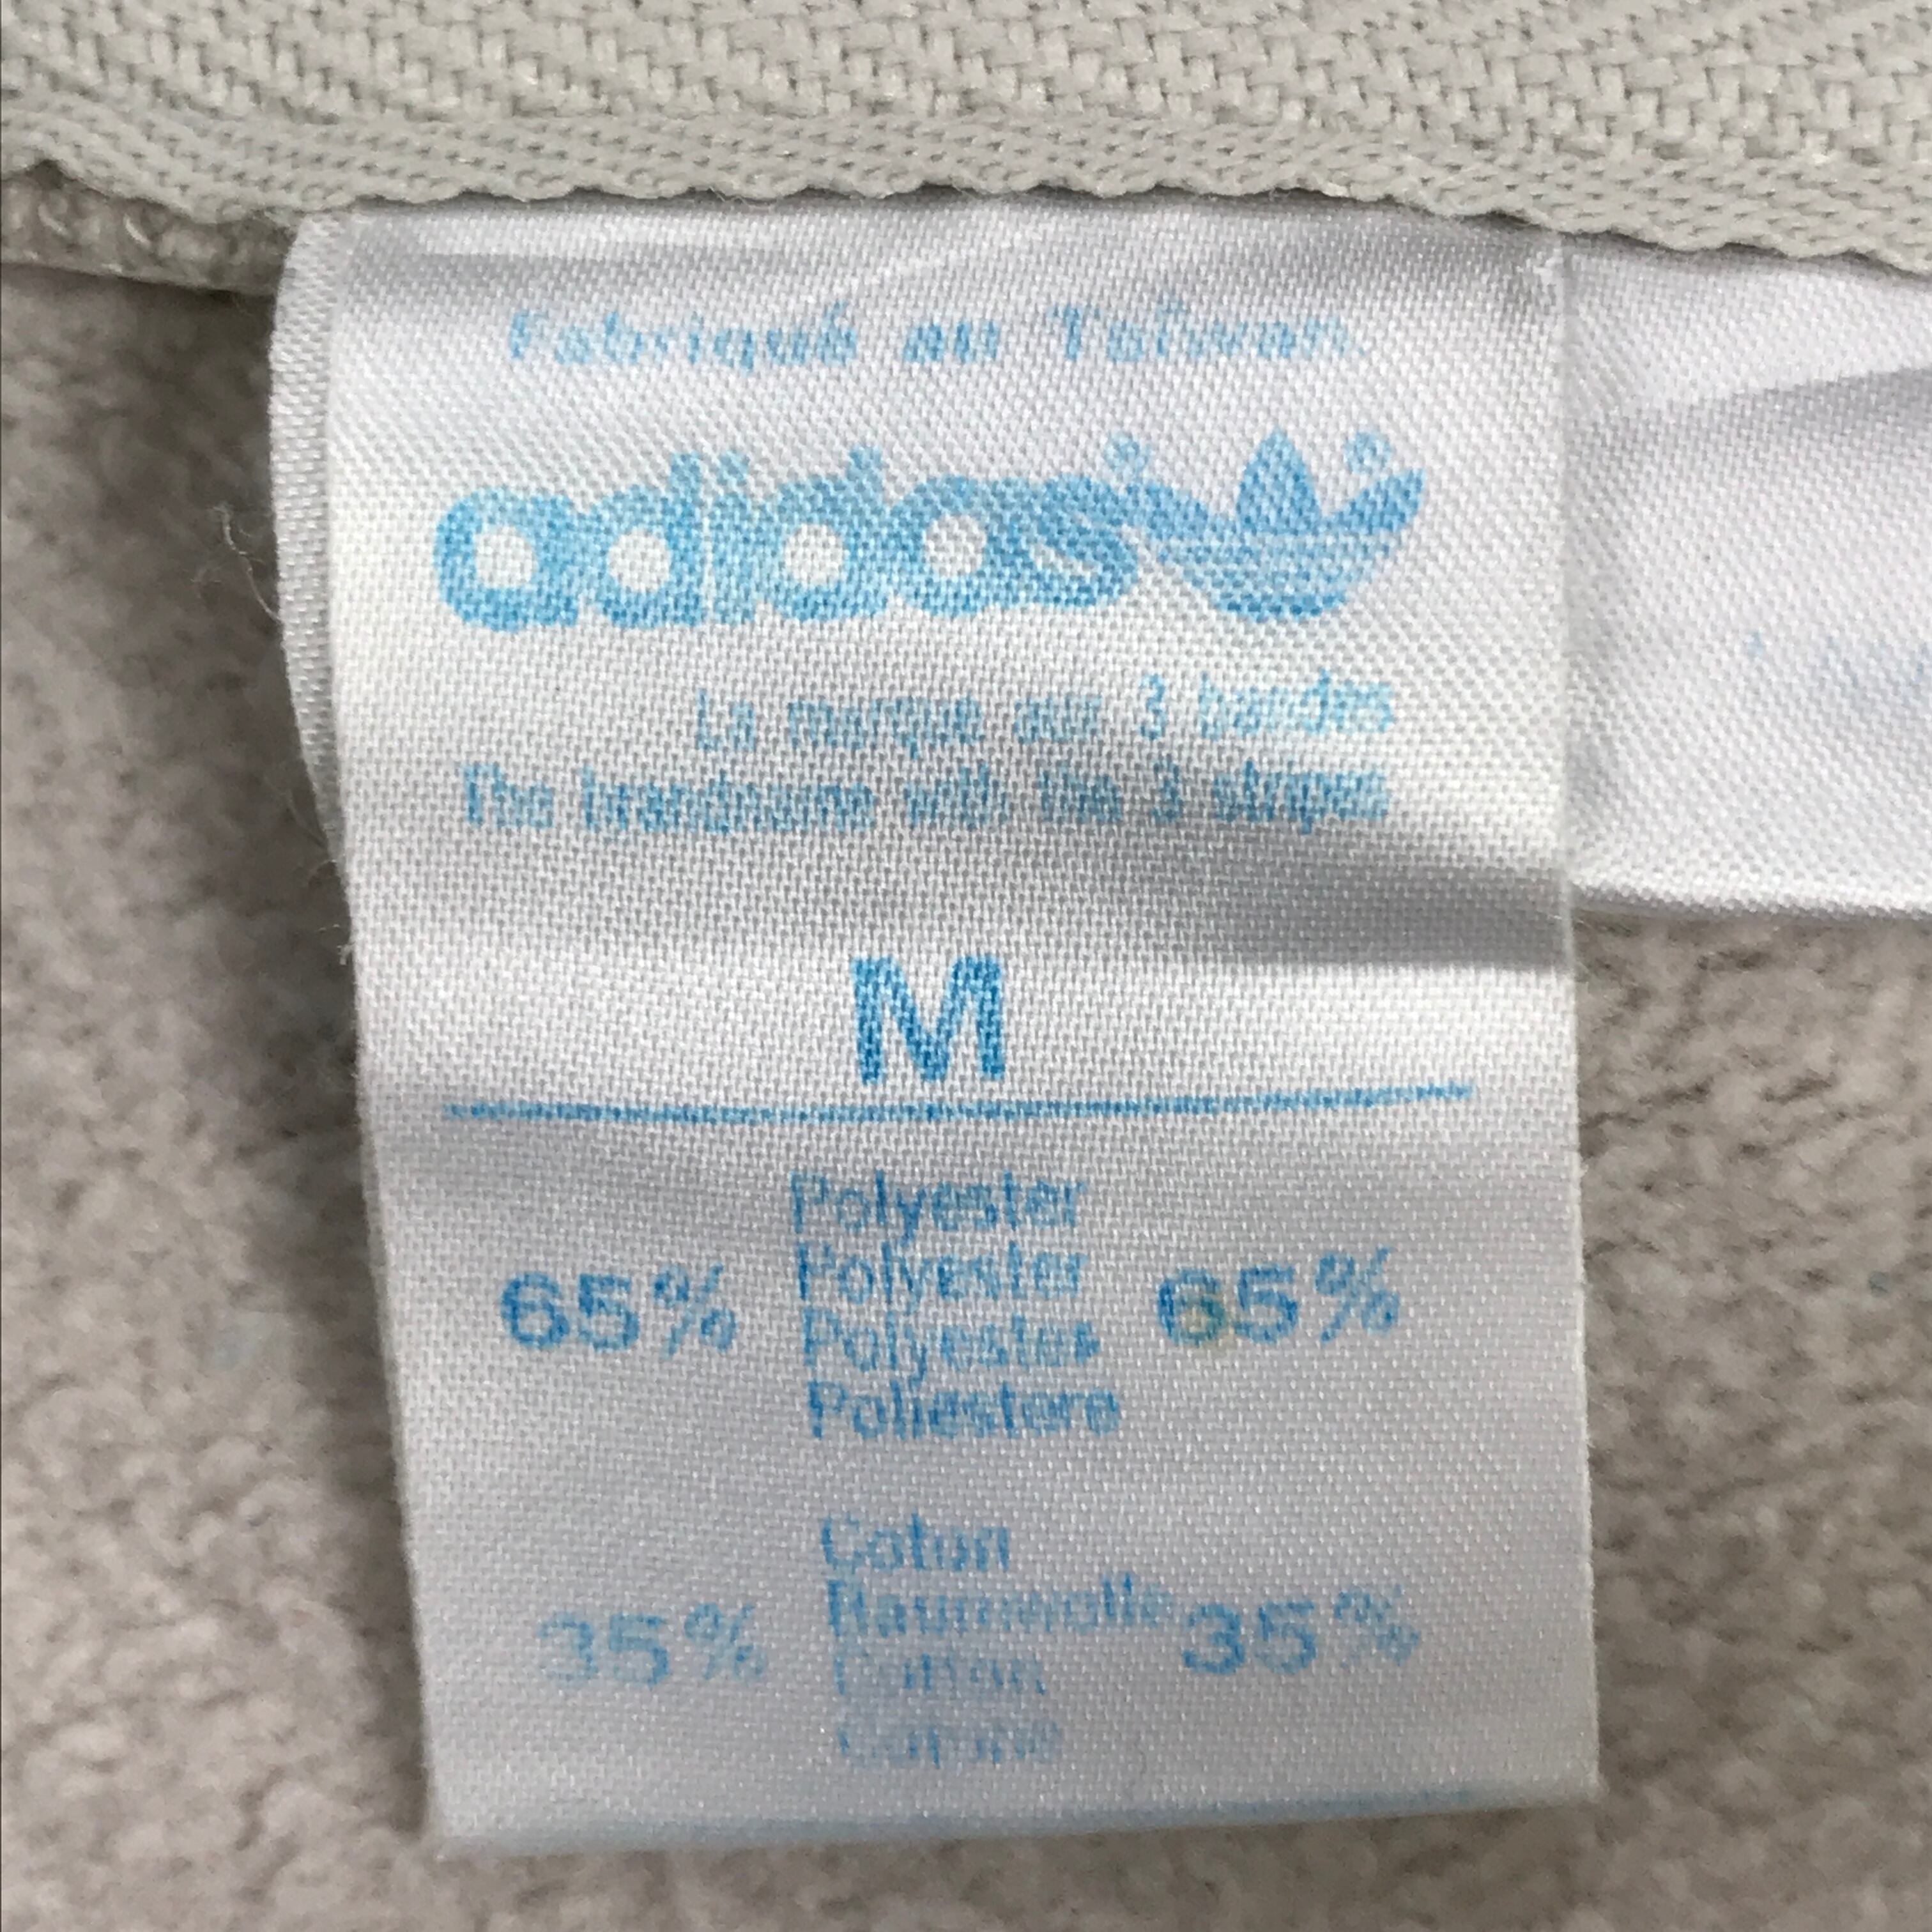 Fabriqué au Taïwan.
adidas
La marque aux 3 bandes
The brandname with the 3 stripes
M
Polyester
Polyester
65% Polyester 65%
Poliestere
Coton
Baumwolle
35% Cotton 35%
Cotone